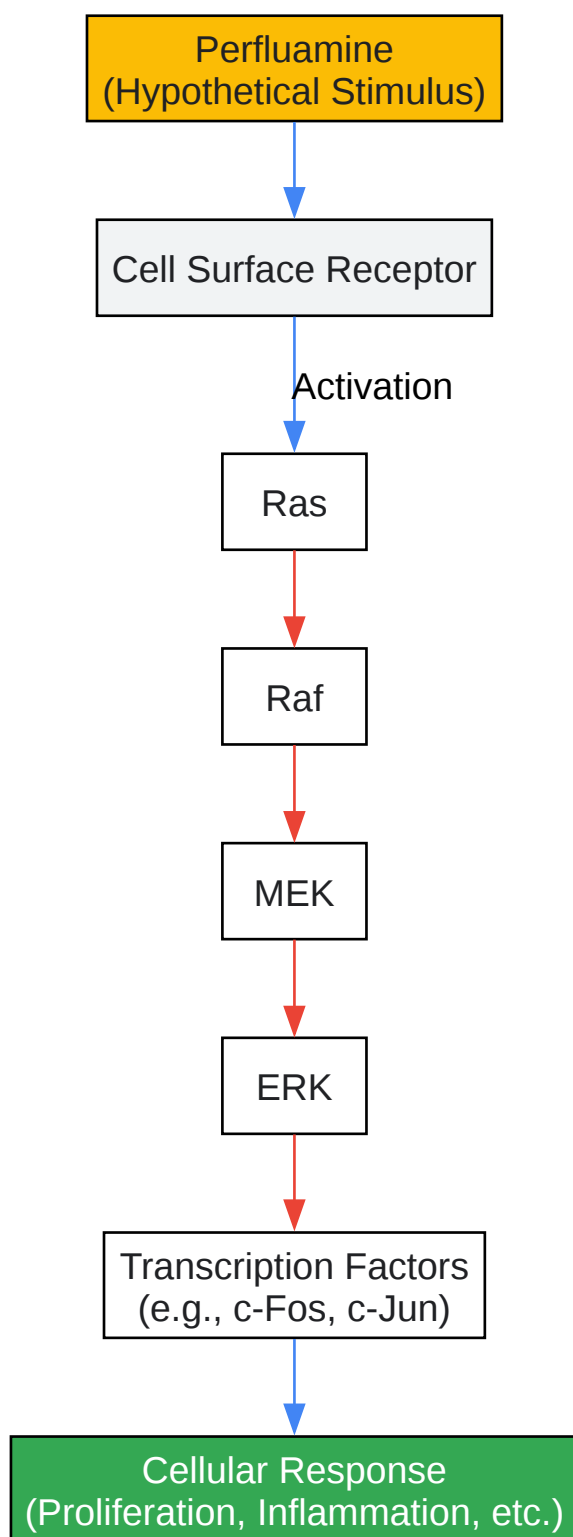 Perfluamine
(Hypothetical Stimulus)
Cell Surface Receptor
Activation
Ras
Raf
MEK
ERK
Transcription Factors
(e.g., c-Fos, c-Jun)
Cellular Response
(Proliferation, Inflammation, etc.)